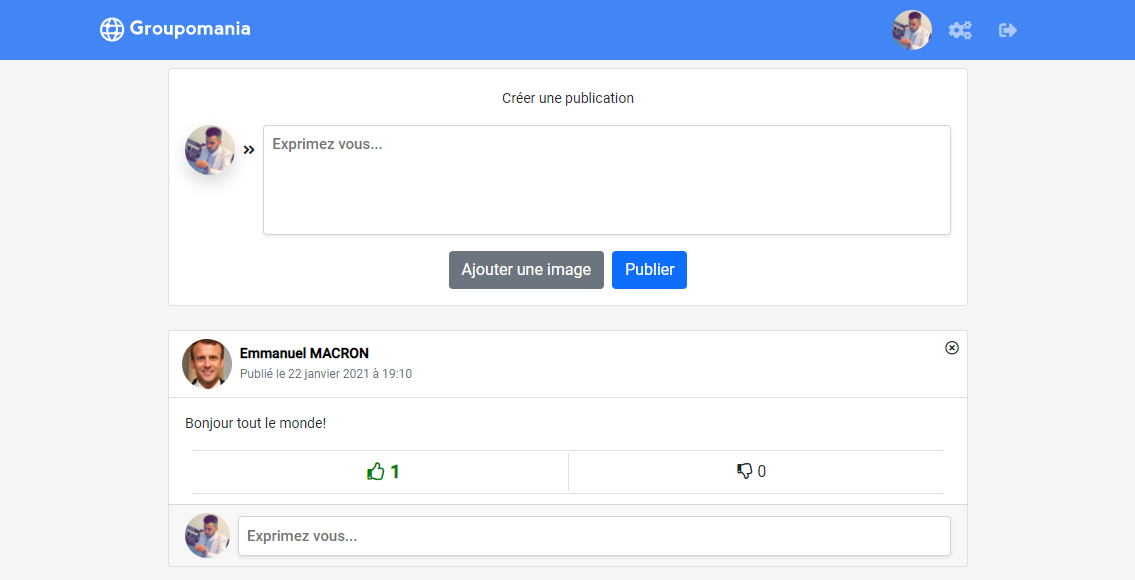 Groupomania
Créer une publication
Exprimez vous...
Ajouter une image
Publier
Emmanuel MACRON
Publié le 22 janvier 2021 à 19:10
Bonjour tout le monde!
1
0
Exprimez vous...